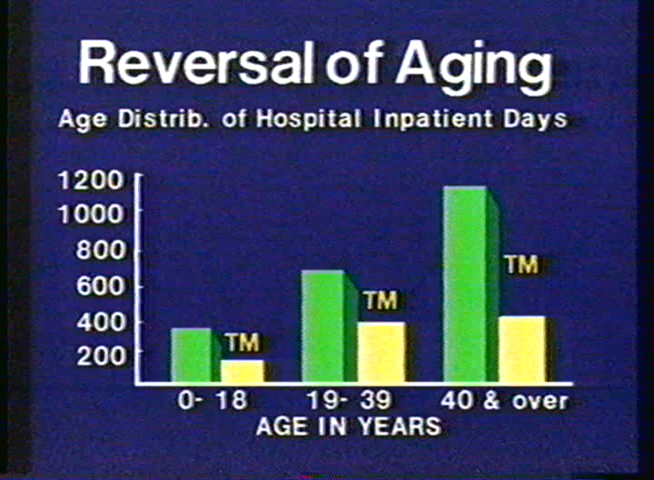 Reversal of Aging
Age Distrib. of Hospital Inpatient Days
1200
1000
800
600
400
200
TM
TM
TM
0- 18
19- 39
40 & over
AGE IN YEARS